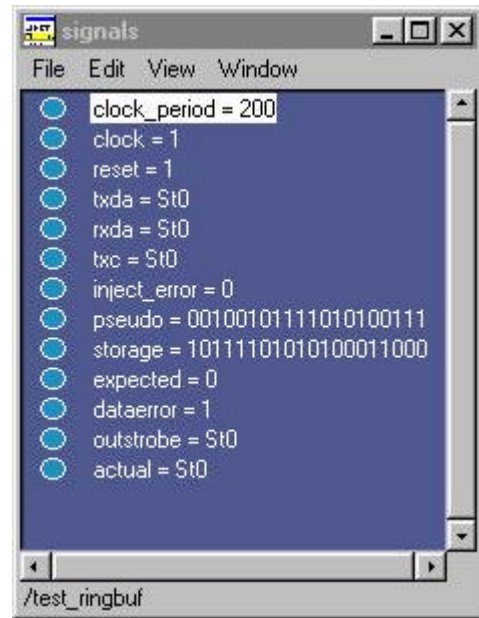 signals
File Edit View Window
clock_period = 200
clock = 1
reset = 1
txda = St0
rxda = St0
txc = St0
inject_error = 0
pseudo = 00100101111010100111
storage = 10111101010100011000
expected = 0
dataerror = 1
outstrobe = St0
actual = St0
/test_ringbuf